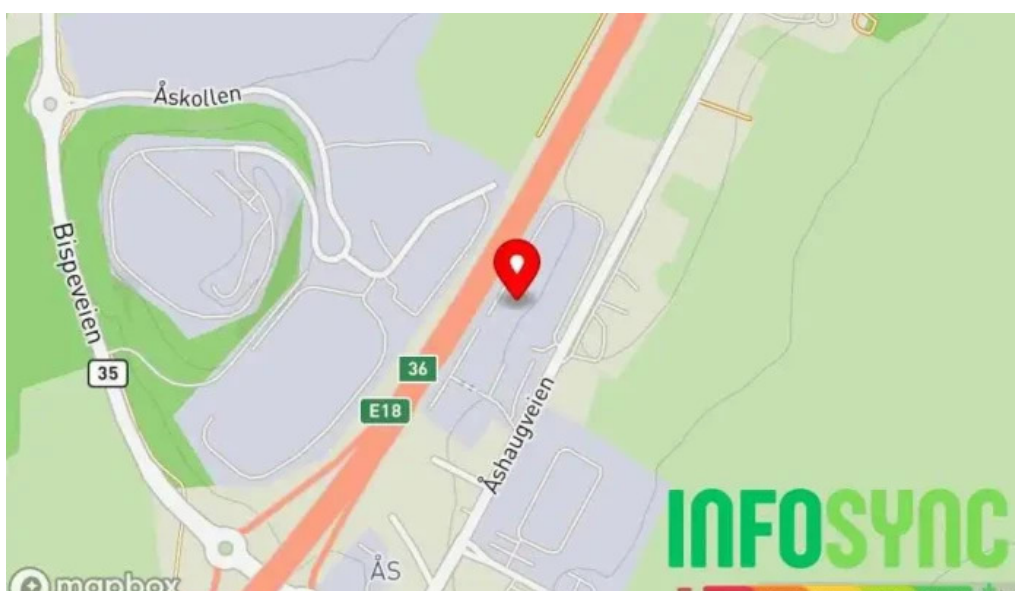 Åskollen
Bispeveien
35
36
E18
Åshaugveien
INFOSYNC
ÅS
mapbox